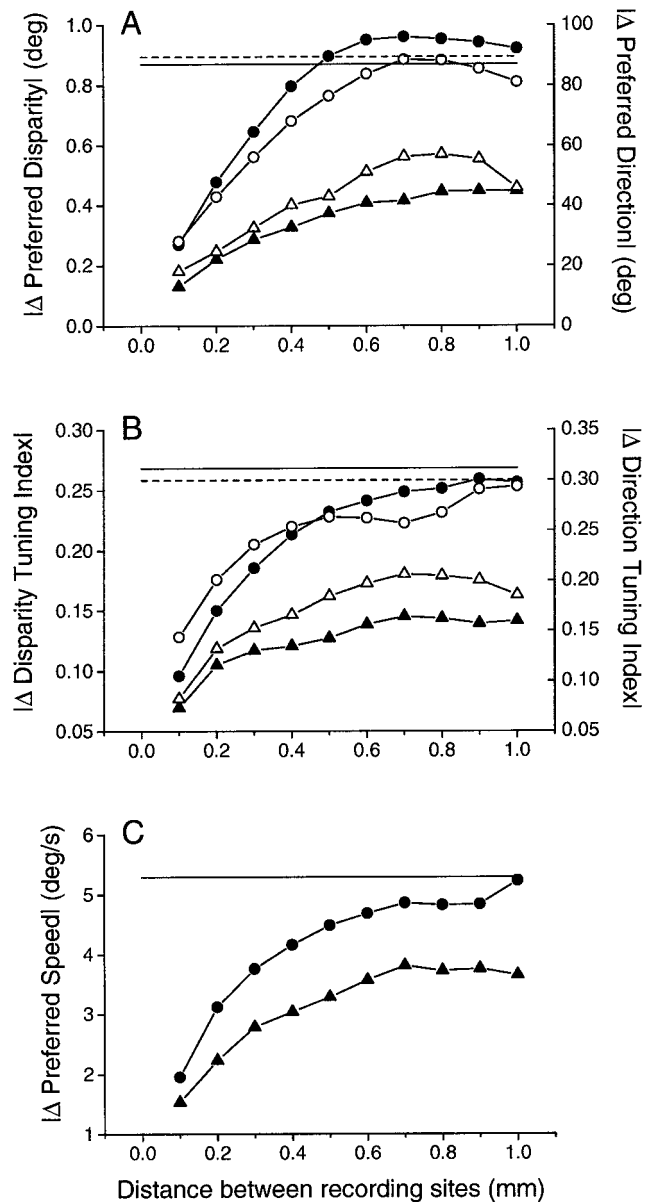 A
|Δ Preferred Disparity| (deg)
1.0
0.8
0.6
0.4
0.2
0.0
100
80
60
40
20
0
|Δ Preferred Direction| (deg)
0.0 0.2 0.4 0.6 0.8 1.0
B
|Δ Disparity Tuning Index|
0.30
0.25
0.20
0.15
0.10
0.05
0.35
0.30
0.25
0.20
0.15
0.10
0.05
|Δ Direction Tuning Index|
0.0 0.2 0.4 0.6 0.8 1.0
C
|Δ Preferred Speed| (deg/s)
6
5
4
3
2
1
0.0 0.2 0.4 0.6 0.8 1.0
Distance between recording sites (mm)